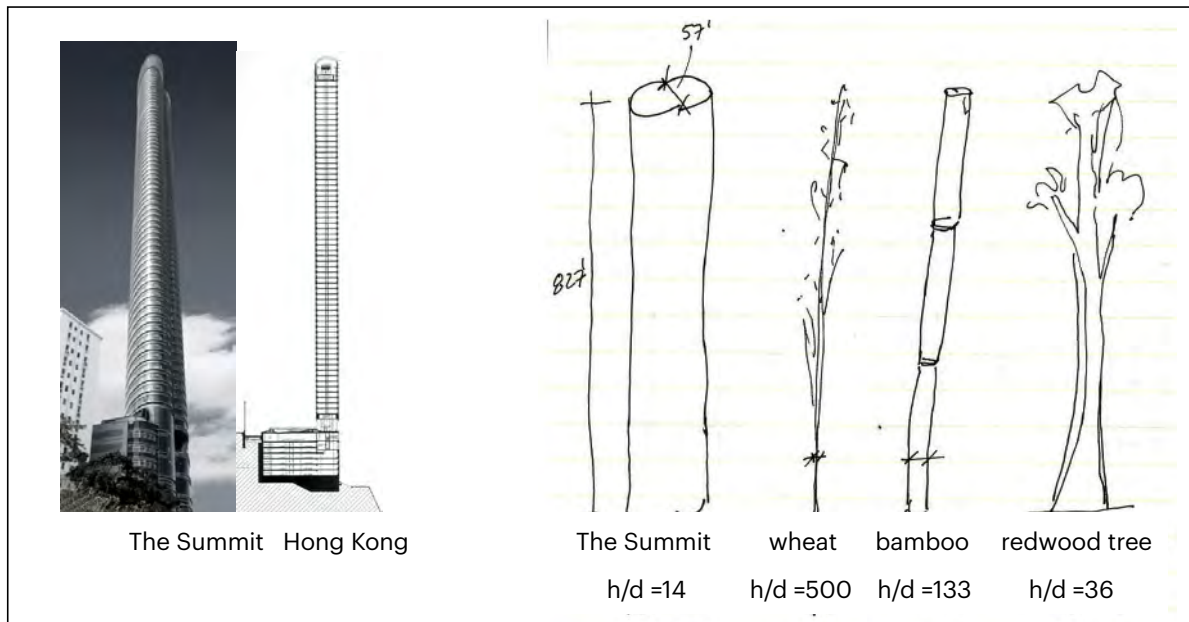 57'
827'
The Summit Hong Kong
The Summit wheat bamboo redwood tree
h/d =14 h/d =500 h/d =133 h/d =36